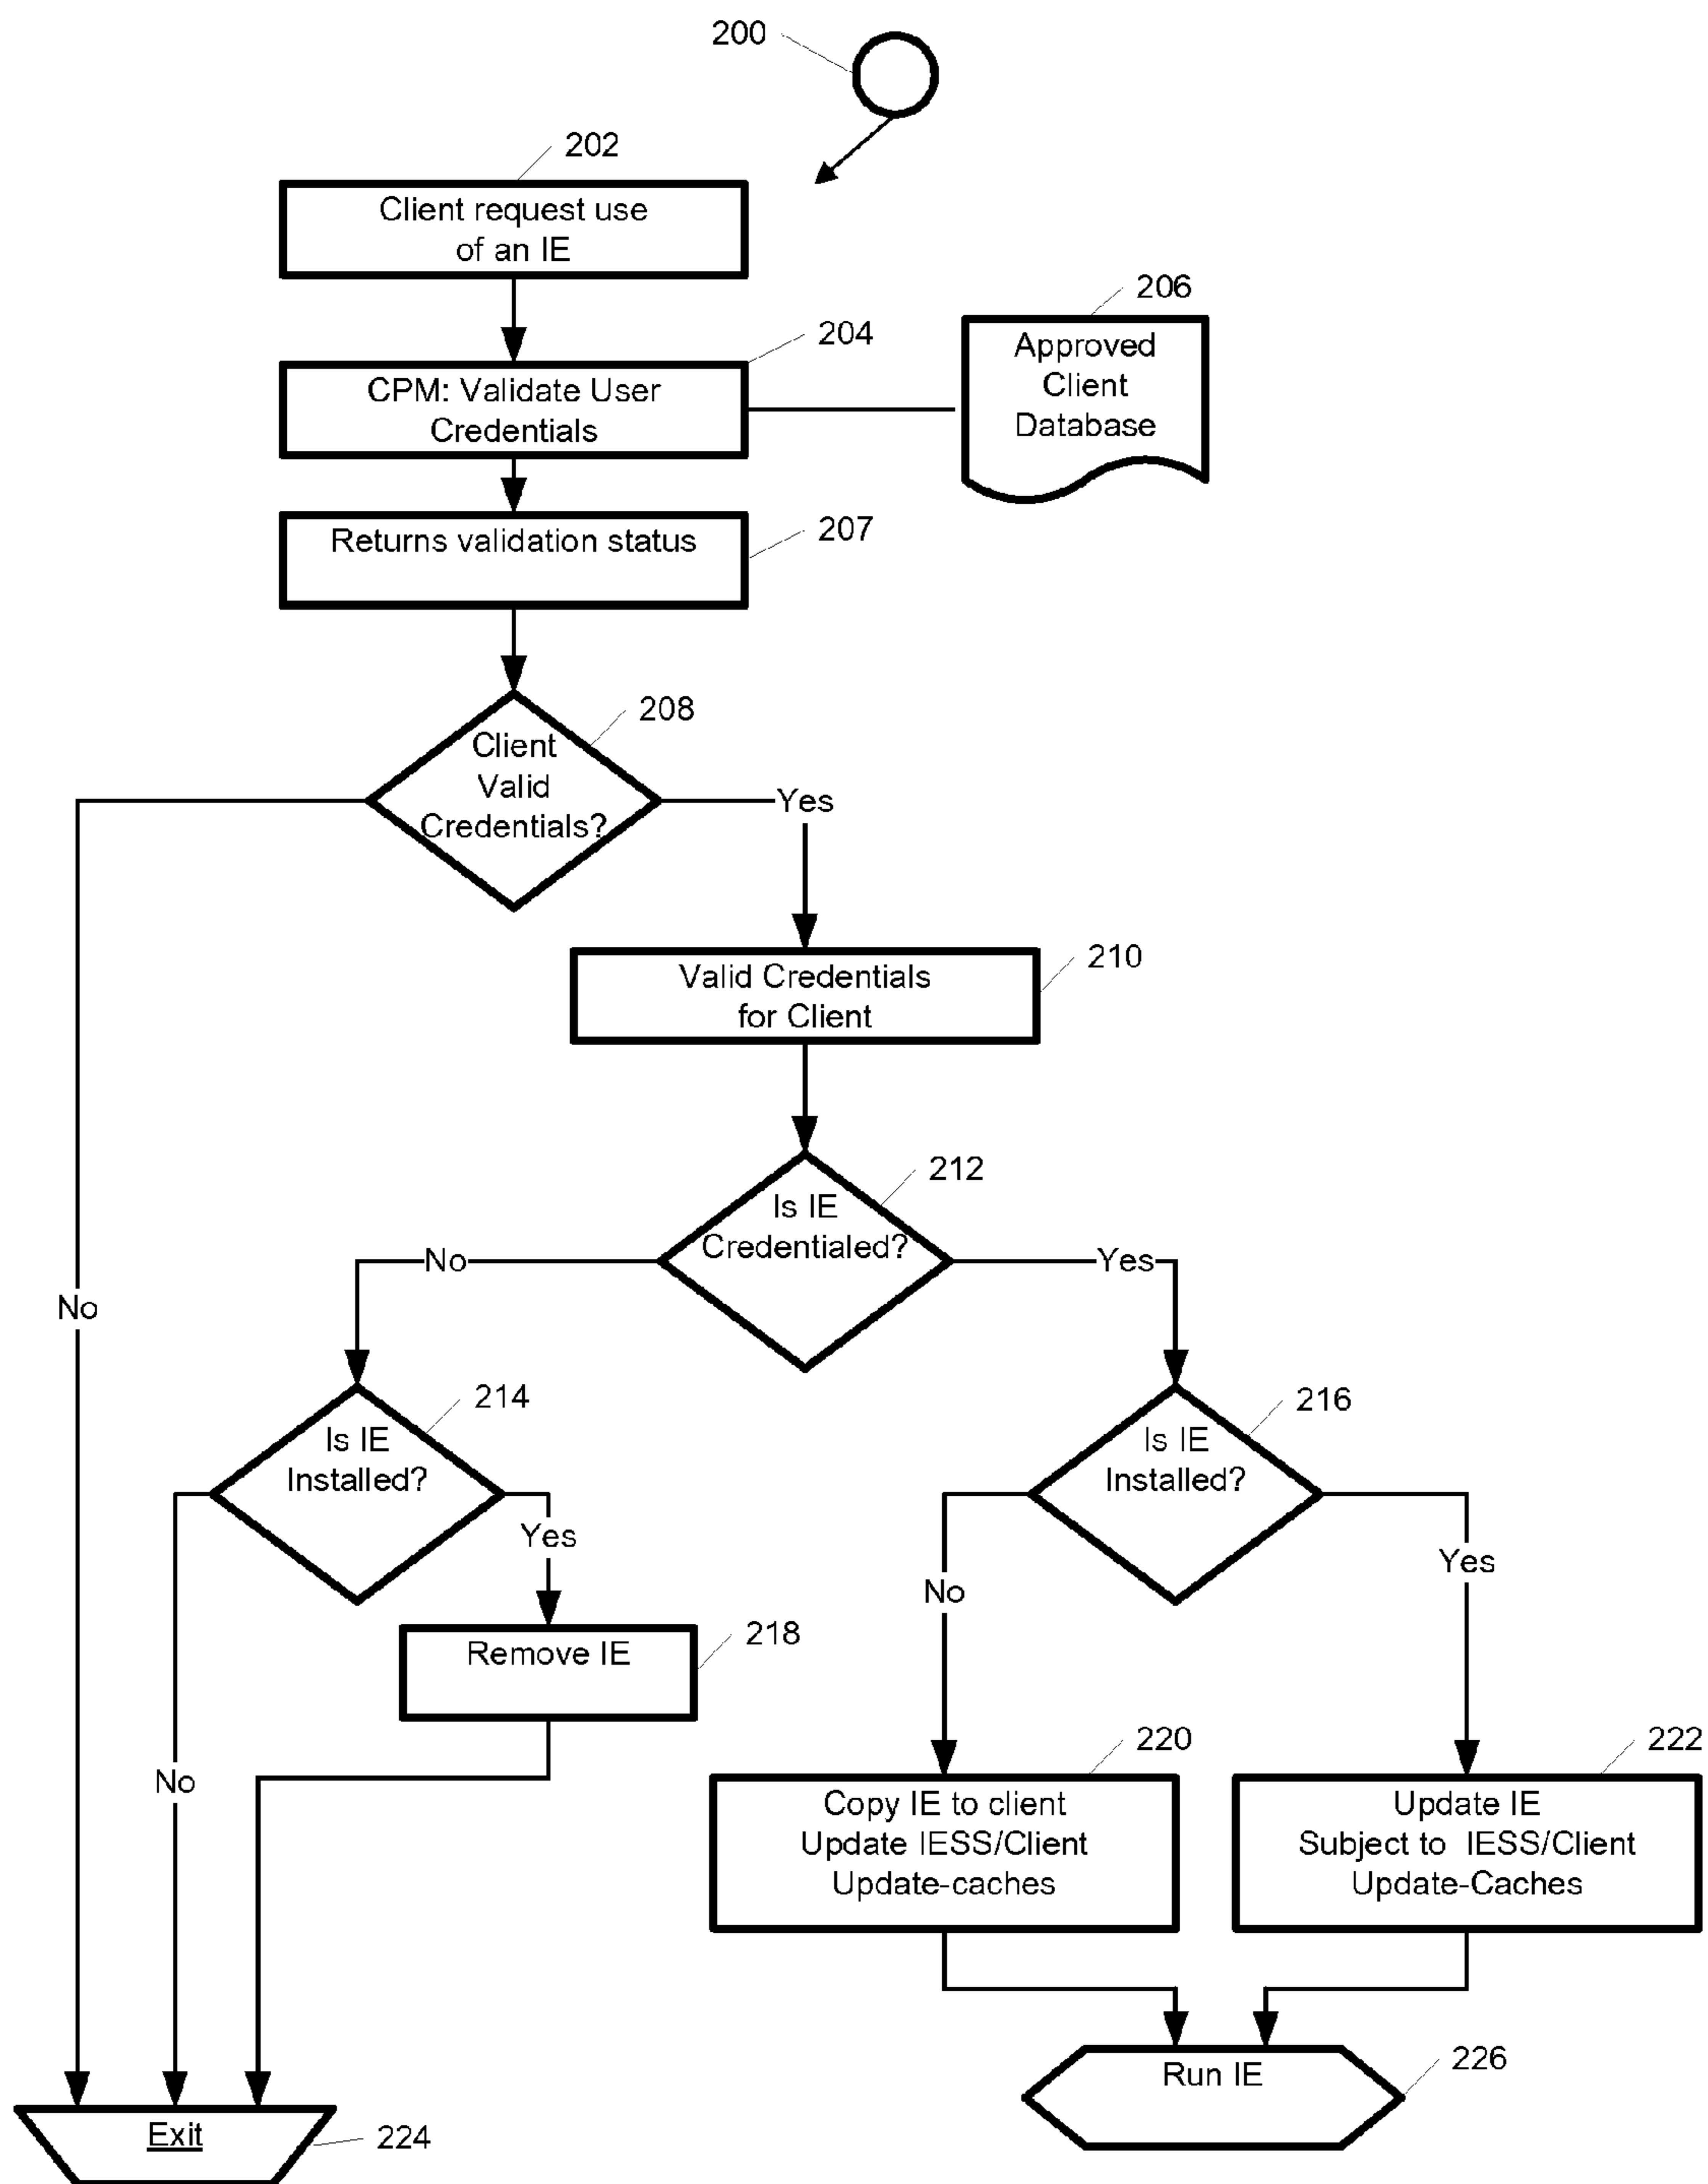 200
202
Client request use
of an IE
206
204
Approved
Client
Database
CPM: Validate User
Credentials
Returns validation status
207
208
Client
Valid
Credentials?
Yes
210
Valid Credentials
for Client
212
Is IE
Credentialed?
No
Yes
No
214
Is IE
Installed?
216
Is IE
Installed?
Yes
Yes
No
218
Remove IE
No
220
Copy IE to client
Update IESS/Client
Update-caches
222
Update IE
Subject to IESS/Client
Update-Caches
Run IE
226
Exit
224